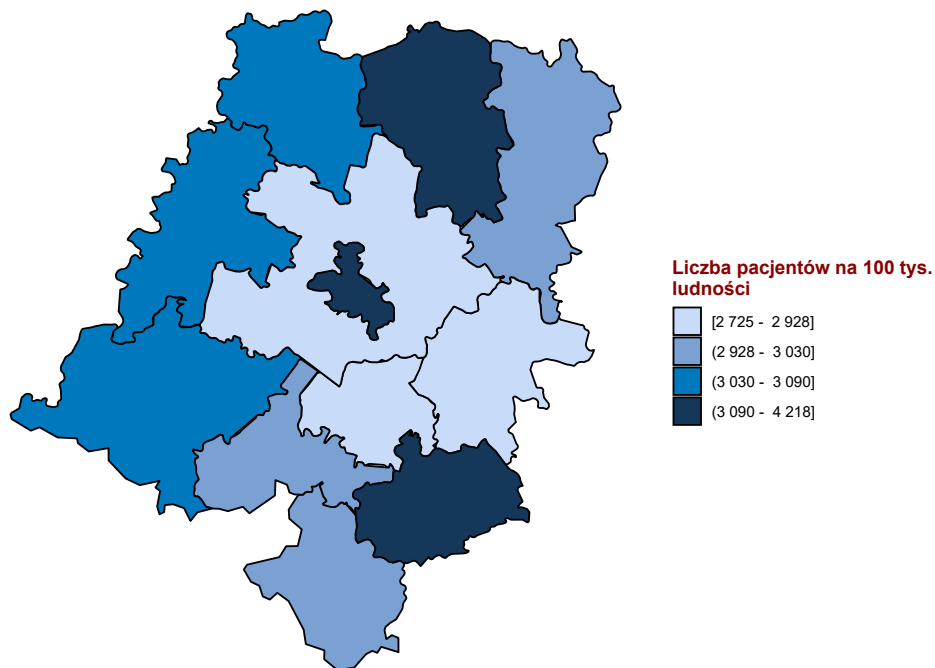 Liczba pacjentów na 100 tys.
ludności
[2 725 - 2 928]
(2 928 - 3 030]
(3 030 - 3 090]
(3 090 - 4 218]